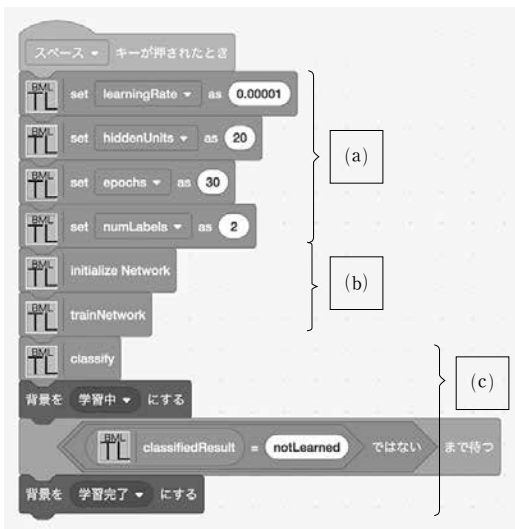 スペース キーが押されたとき
BML TL set learningRate as 0.00001
BML TL set hiddenUnits as 20
(a)
BML TL set epochs as 30
BML TL set numLabels as 2
BML TL initialize Network
(b)
BML TL trainNetwork
BML TL classify
(c)
背景を 学習中 にする
BML TL classifiedResult = notLearned ではない まで待つ
背景を 学習完了 にする